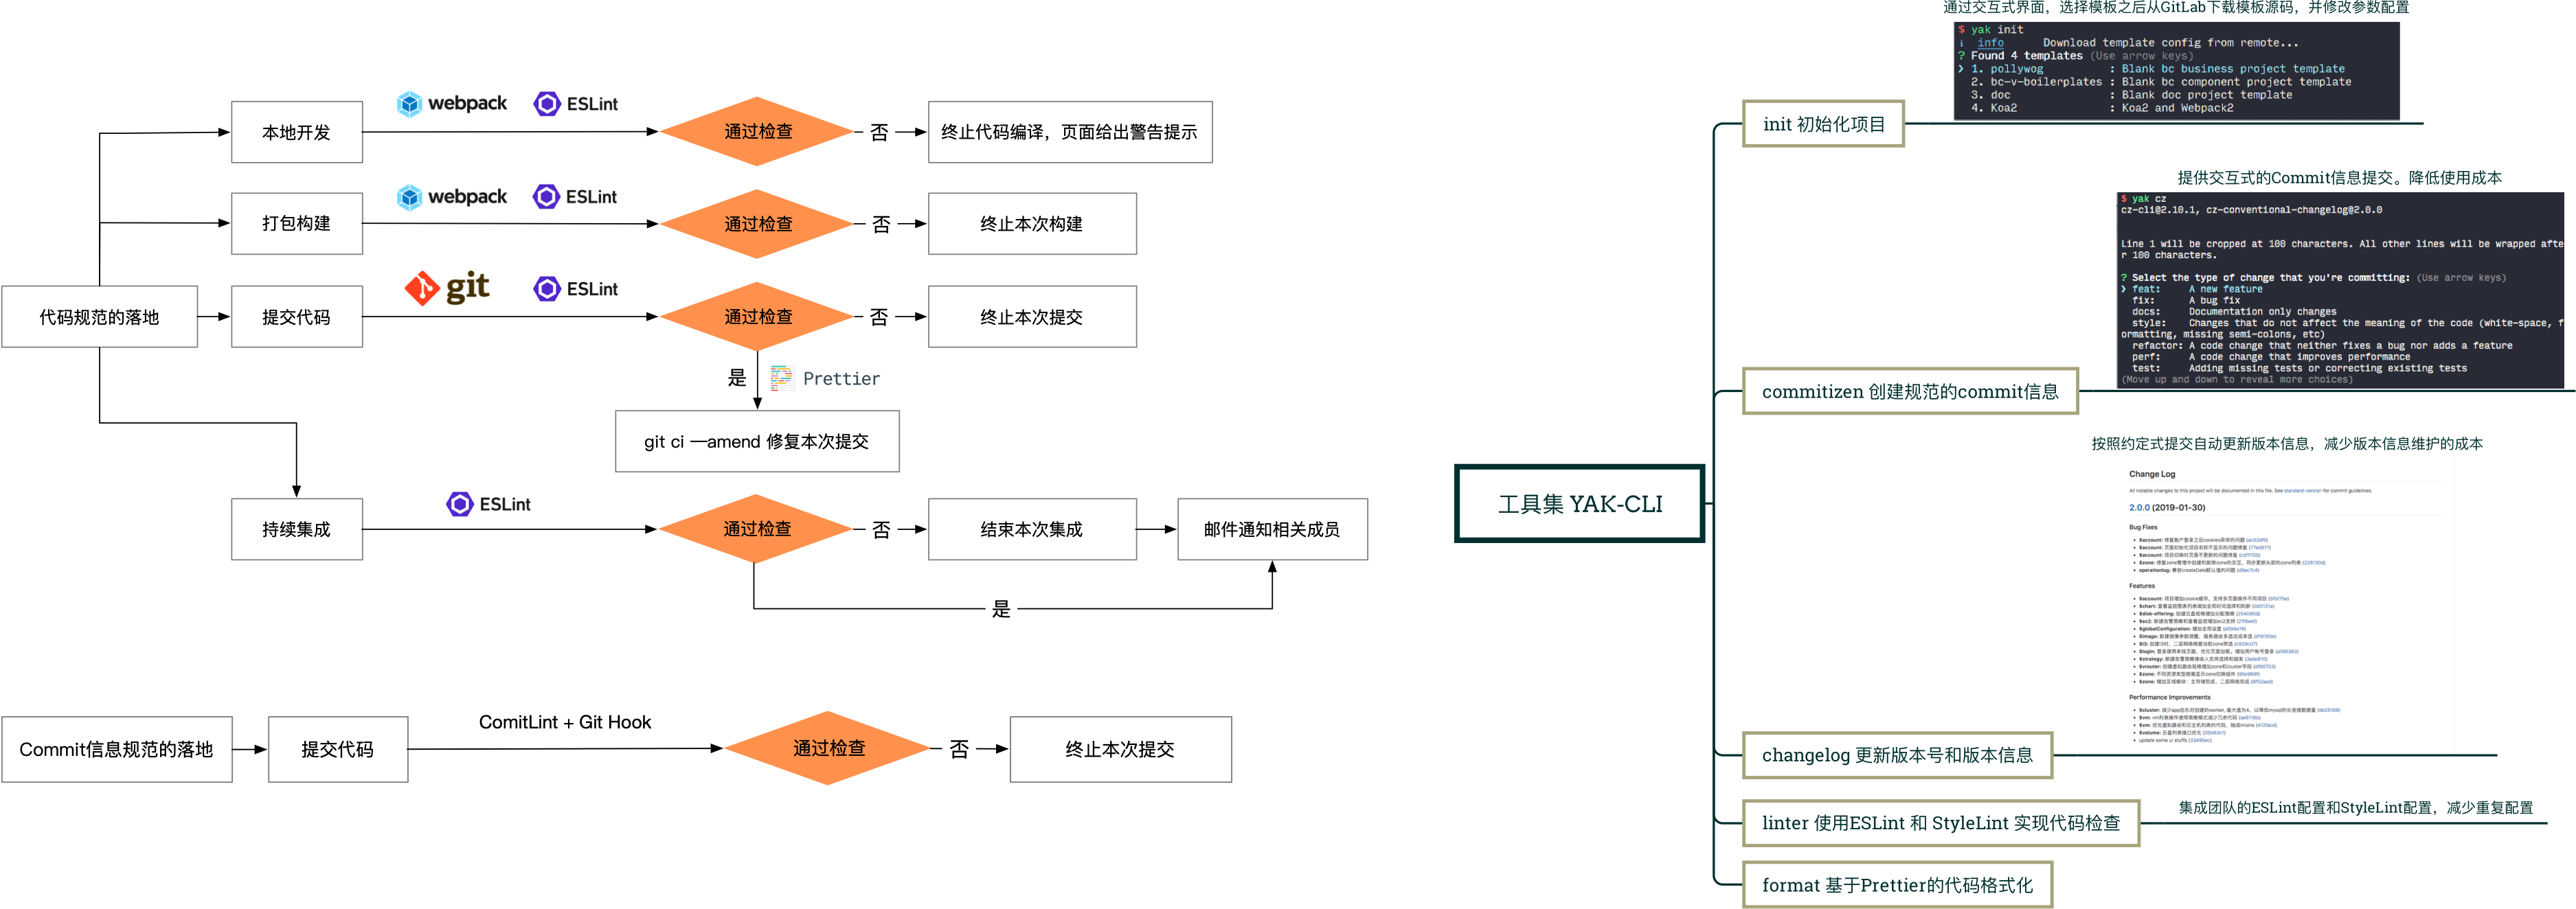 本地开发
webpack
ESLint
通过检查
否
终止代码编译，页面给出警告提示
打包构建
webpack
ESLint
通过检查
否
终止本次构建
代码规范的落地
提交代码
git
ESLint
通过检查
否
终止本次提交
是
Prettier
git ci —amend 修复本次提交
持续集成
ESLint
通过检查
否
结束本次集成
邮件通知相关成员
是
Commit信息规范的落地
提交代码
ComitLint + Git Hook
通过检查
否
终止本次提交
工具集 YAK-CLI
通过交互式界面，选择模板之后从GitLab下载模板源码，并修改参数配置
$ yak init
i info Download template config from remote...
? Found 4 templates (Use arrow keys)
❯ 1. pollywog : Blank bc business project template
2. bc-v-boilerplates : Blank bc component project template
3. doc : Blank doc project template
4. Koa2 : Koa2 and Webpack2
init 初始化项目
提供交互式的Commit信息提交。降低使用成本
$ yak cz
cz-cli@2.10.1, cz-conventional-changelog@2.0.0
Line 1 will be cropped at 100 characters. All other lines will be wrapped afte
r 100 characters.
? Select the type of change that you're committing: (Use arrow keys)
❯ feat: A new feature
fix: A bug fix
docs: Documentation only changes
style: Changes that do not affect the meaning of the code (white-space, f
ormatting, missing semi-colons, etc)
refactor: A code change that neither fixes a bug nor adds a feature
perf: A code change that improves performance
test: Adding missing tests or correcting existing tests
(Move up and down to reveal more choices)
commitizen 创建规范的commit信息
按照约定式提交自动更新版本信息，减少版本信息维护的成本
Change Log
All notable changes to this project will be documented in this file. See standard-version for commit guidelines.
2.0.0 (2019-01-30)
Bug Fixes
Features
Performance Improvements
update some ui stuffs
changelog 更新版本号和版本信息
linter 使用ESLint 和 StyleLint 实现代码检查
集成团队的ESLint配置和StyleLint配置，减少重复配置
format 基于Prettier的代码格式化